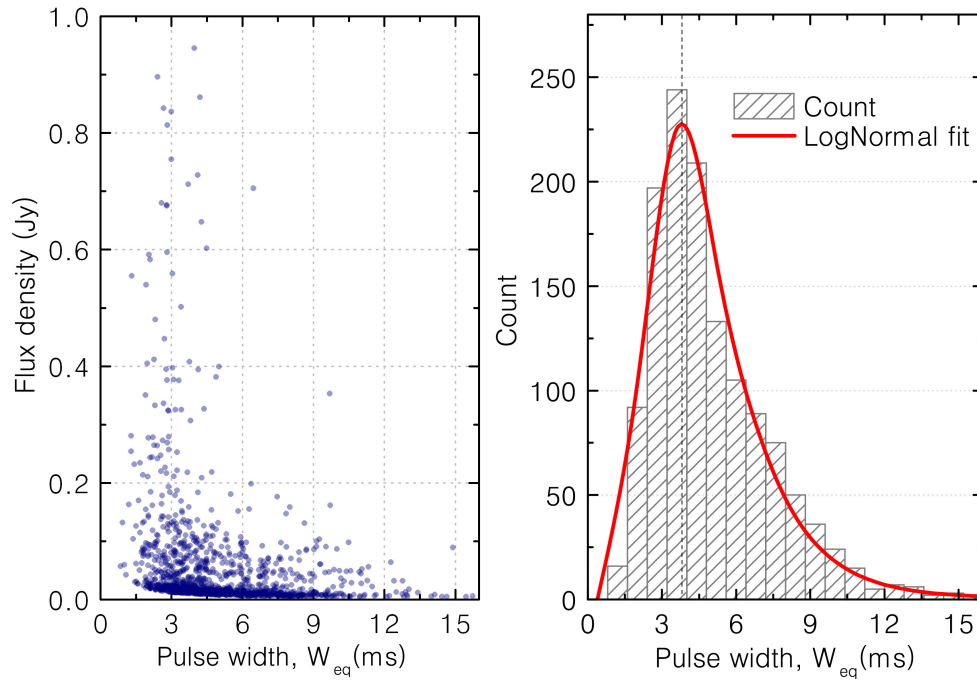 1.0
0.8
0.6
0.4
0.2
0.0
Flux density (Jy)
0 3 6 9 12 15
Pulse width, W_eq(ms)
250
200
150
100
50
0
Count
Count
LogNormal fit
0 3 6 9 12 15
Pulse width, W_eq(ms)